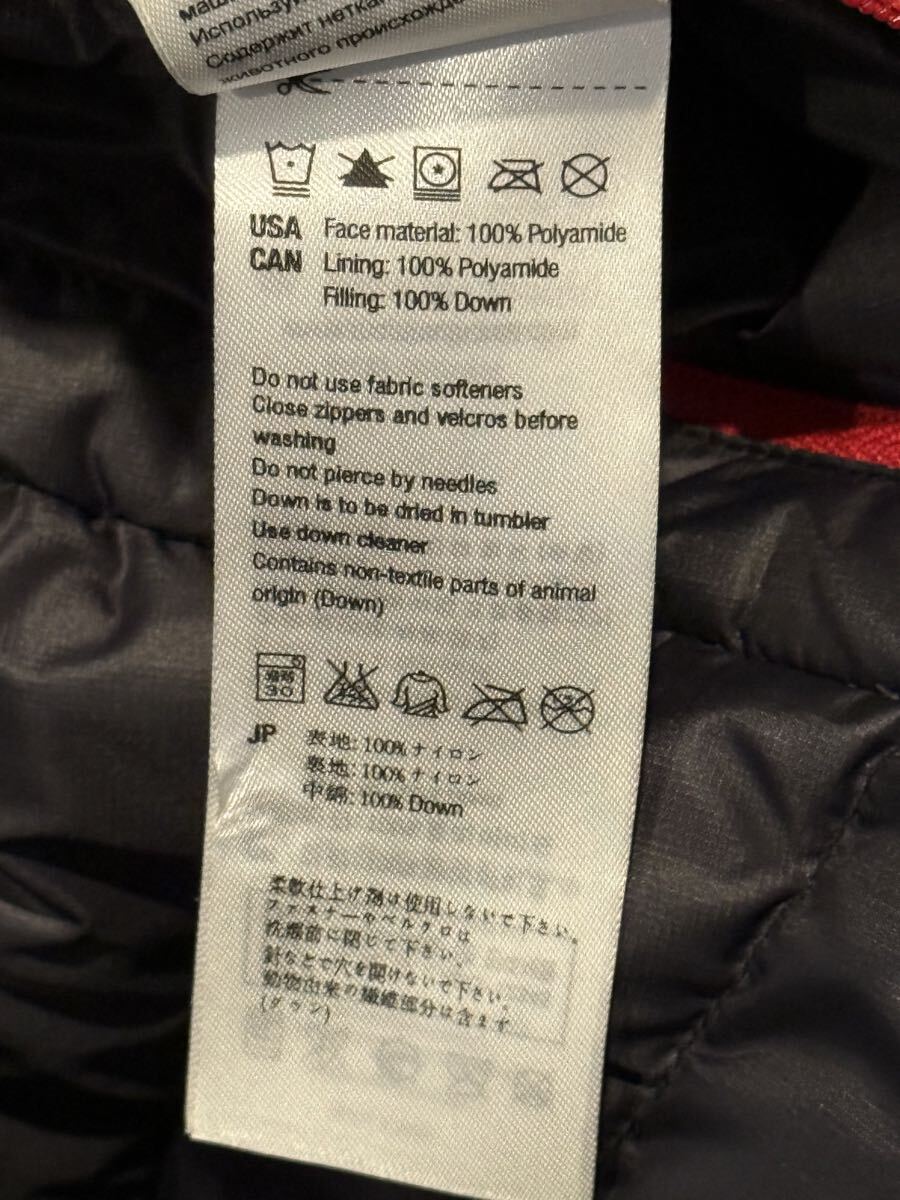 Содержит
животного
USA Face material: 100% Polyamide
CAN Lining: 100% Polyamide
Filling: 100% Down
Do not use fabric softeners
Close zippers and velcros before
washing
Do not pierce by needles
Down is to be dried in tumbler
Use down cleaner
Contains non-textile parts of animal
origin (Down)
30
JP 表地: 100% ナイロン
裏地: 100% ナイロン
中綿: 100% Down
柔軟仕上げ剤は使用しないで下さい。
ファスナーやベルクロは
洗濯前に閉じて下さい。
針などで穴を開けないで下さい。
動物由来の繊維部分は含まず
(ダウン)